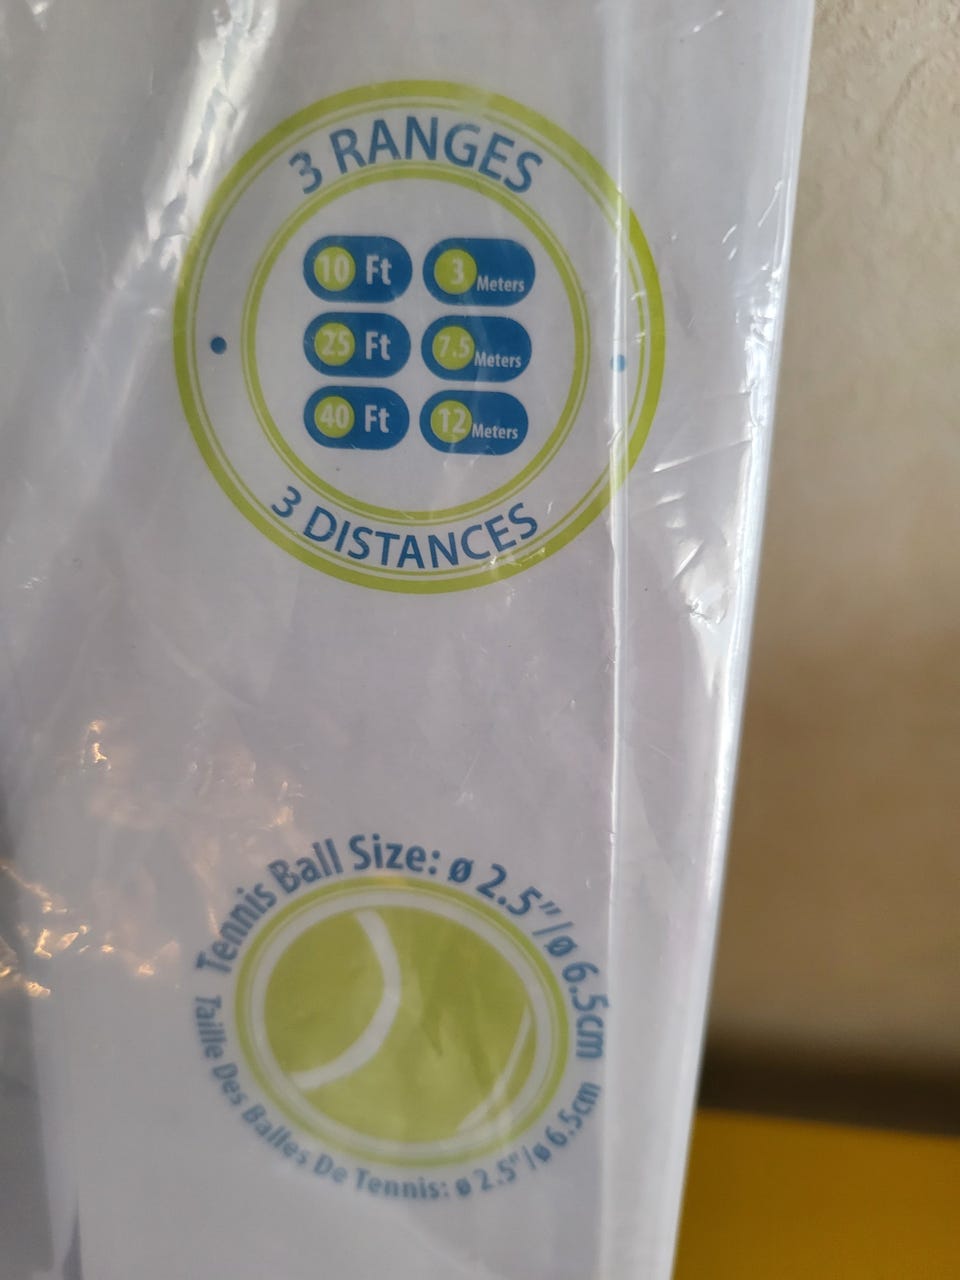 3 RANGES
10 Ft 3 Meters
25 Ft 7.5 Meters
40 Ft 12 Meters
3 DISTANCES
Tennis Ball Size: ø 2.5"/ø 6.5cm
Taille Des Balles De Tennis: ø 2.5"/ø 6.5cm